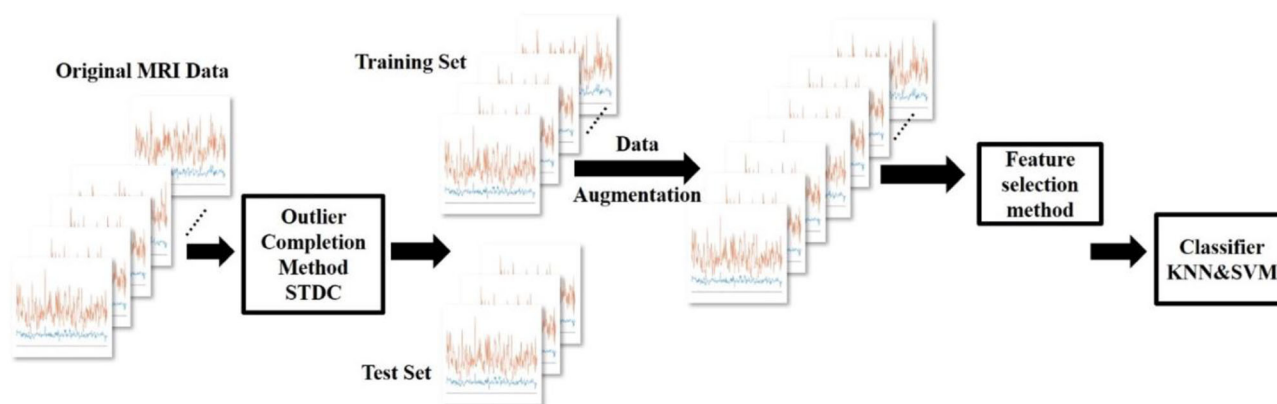 Original MRI Data
Outlier
Completion
Method
STDC
Training Set
Test Set
Data
Augmentation
Feature
selection
method
Classifier
KNN&SVM